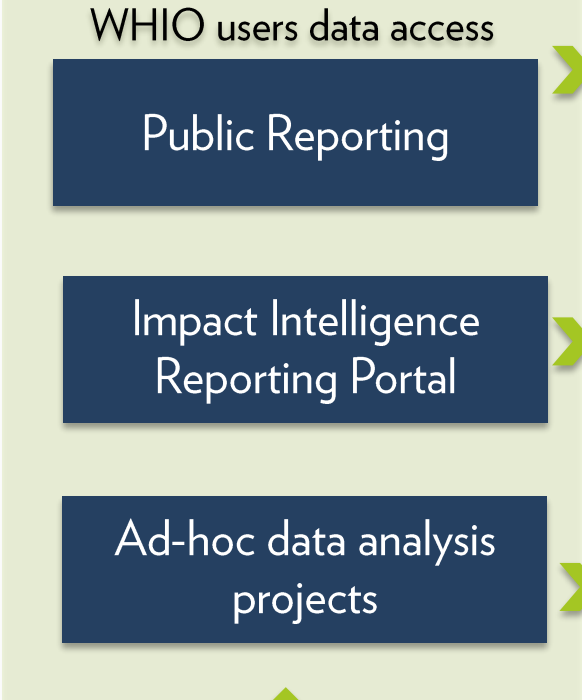 WHIO users data access
Public Reporting
Impact Intelligence
Reporting Portal
Ad-hoc data analysis
projects